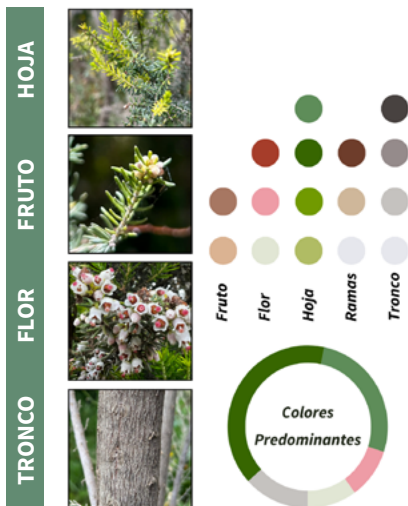 HOJA
FRUTO
FLOR
TRONCO
Fruto
Flor
Hoja
Ramas
Tronco
Colores
Predominantes